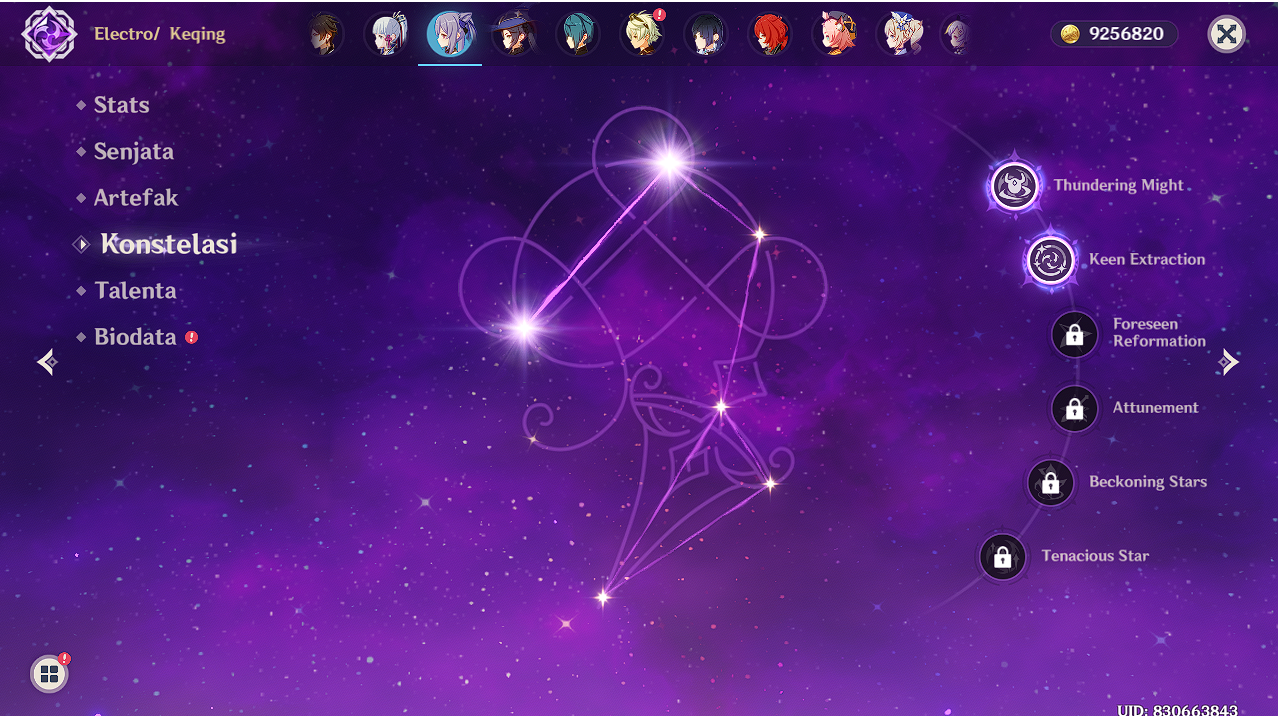 Electro/ Keqing
9256820
Stats
Senjata
Artefak
Konstelasi
Talenta
Biodata
Thundering Might
Keen Extraction
Foreseen
Reformation
Attunement
Beckoning Stars
Tenacious Star
UID: 830663843